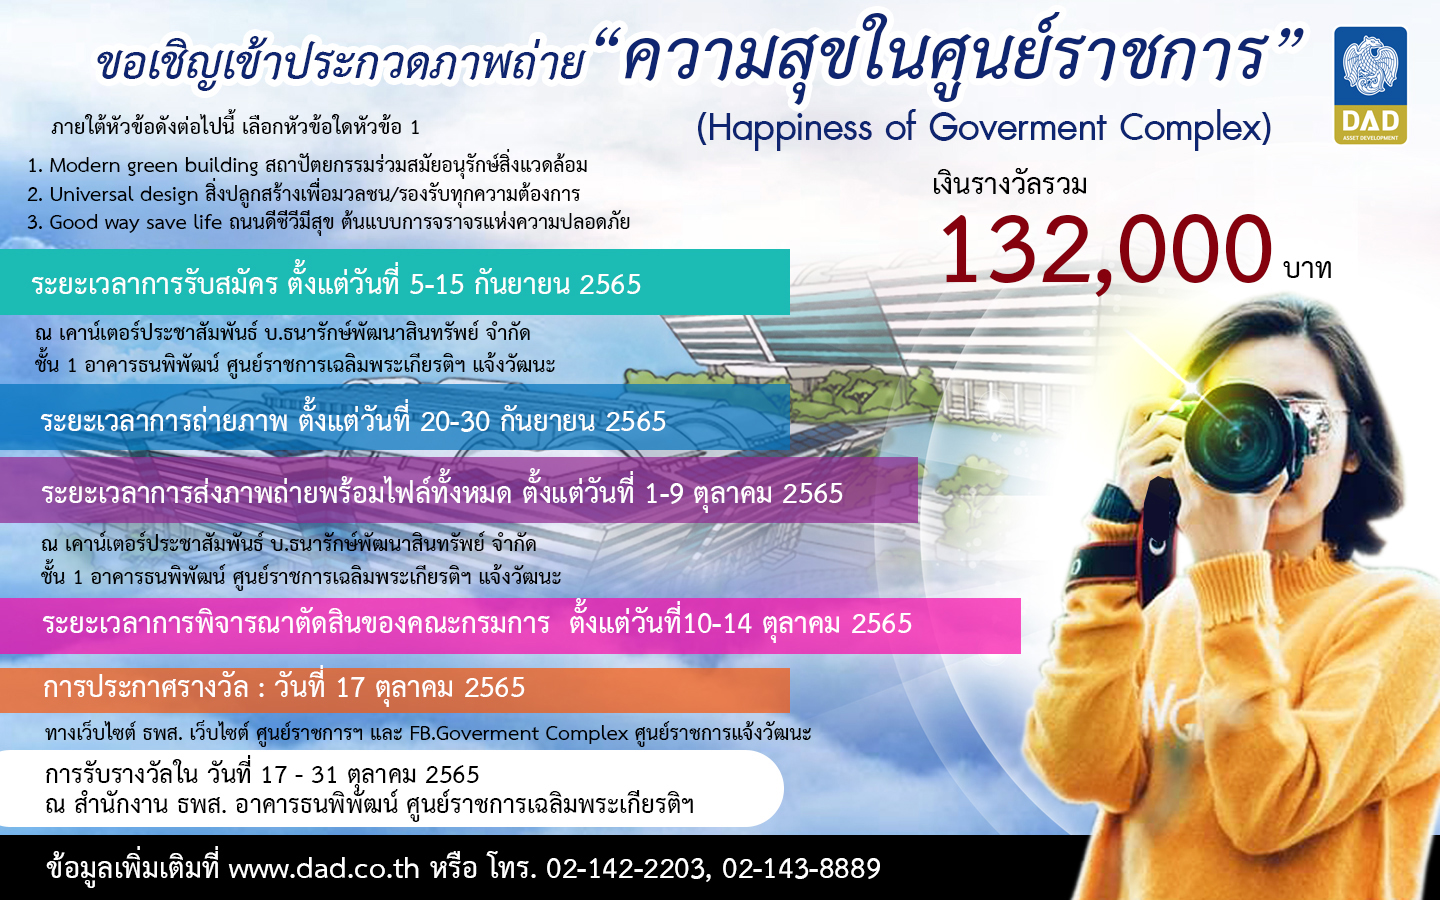 ขอเชิญเข้าประกวดภาพถ่าย “ความสุขในศูนย์ราชการ”
(Happiness of Goverment Complex)
DAD
ASSET DEVELOPMENT
ภายใต้หัวข้อดังต่อไปนี้ เลือกหัวข้อใดหัวข้อ 1
1. Modern green building สถาปัตยกรรมร่วมสมัยอนุรักษ์สิ่งแวดล้อม
2. Universal design สิ่งปลูกสร้างเพื่อมวลชน/รองรับทุกความต้องการ
3. Good way save life ถนนดีซีวีมีสุข ต้นแบบการจราจรแห่งความปลอดภัย
เงินรางวัลรวม
132,000 บาท
ระยะเวลาการรับสมัคร ตั้งแต่วันที่ 5-15 กันยายน 2565
ณ เคาน์เตอร์ประชาสัมพันธ์ บ.ธนารักษ์พัฒนาสินทรัพย์ จำกัด
ชั้น 1 อาคารธนพิพัฒน์ ศูนย์ราชการเฉลิมพระเกียรติฯ แจ้งวัฒนะ
ระยะเวลาการถ่ายภาพ ตั้งแต่วันที่ 20-30 กันยายน 2565
ระยะเวลาการส่งภาพถ่ายพร้อมไฟล์ทั้งหมด ตั้งแต่วันที่ 1-9 ตุลาคม 2565
ณ เคาน์เตอร์ประชาสัมพันธ์ บ.ธนารักษ์พัฒนาสินทรัพย์ จำกัด
ชั้น 1 อาคารธนพิพัฒน์ ศูนย์ราชการเฉลิมพระเกียรติฯ แจ้งวัฒนะ
ระยะเวลาการพิจารณาตัดสินของคณะกรมการ ตั้งแต่วันที่10-14 ตุลาคม 2565
การประกาศรางวัล : วันที่ 17 ตุลาคม 2565
ทางเว็บไซต์ ธพส. เว็บไซต์ ศูนย์ราชการฯ และ FB.Goverment Complex ศูนย์ราชการแจ้งวัฒนะ
การรับรางวัลใน วันที่ 17 - 31 ตุลาคม 2565
ณ สำนักงาน ธพส. อาคารธนพิพัฒน์ ศูนย์ราชการเฉลิมพระเกียรติฯ
ข้อมูลเพิ่มเติมที่ www.dad.co.th หรือ โทร. 02-142-2203, 02-143-8889